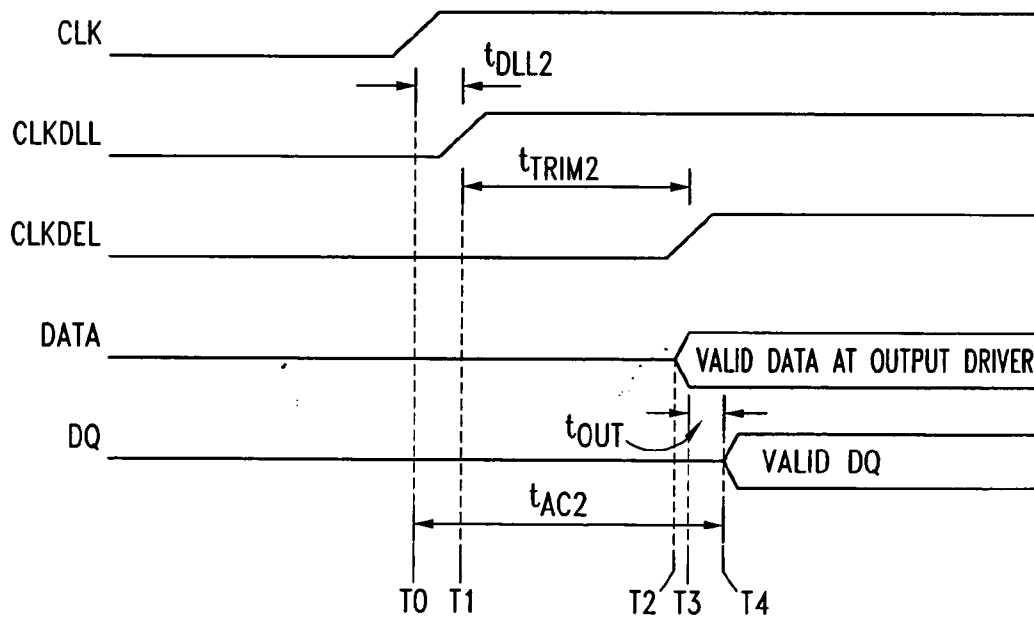 CLK
tDLL2
CLKDLL
tTRIM2
CLKDEL
DATA
VALID DATA AT OUTPUT DRIVER
tOUT
DQ
VALID DQ
tAC2
T0 T1 T2 T3 T4